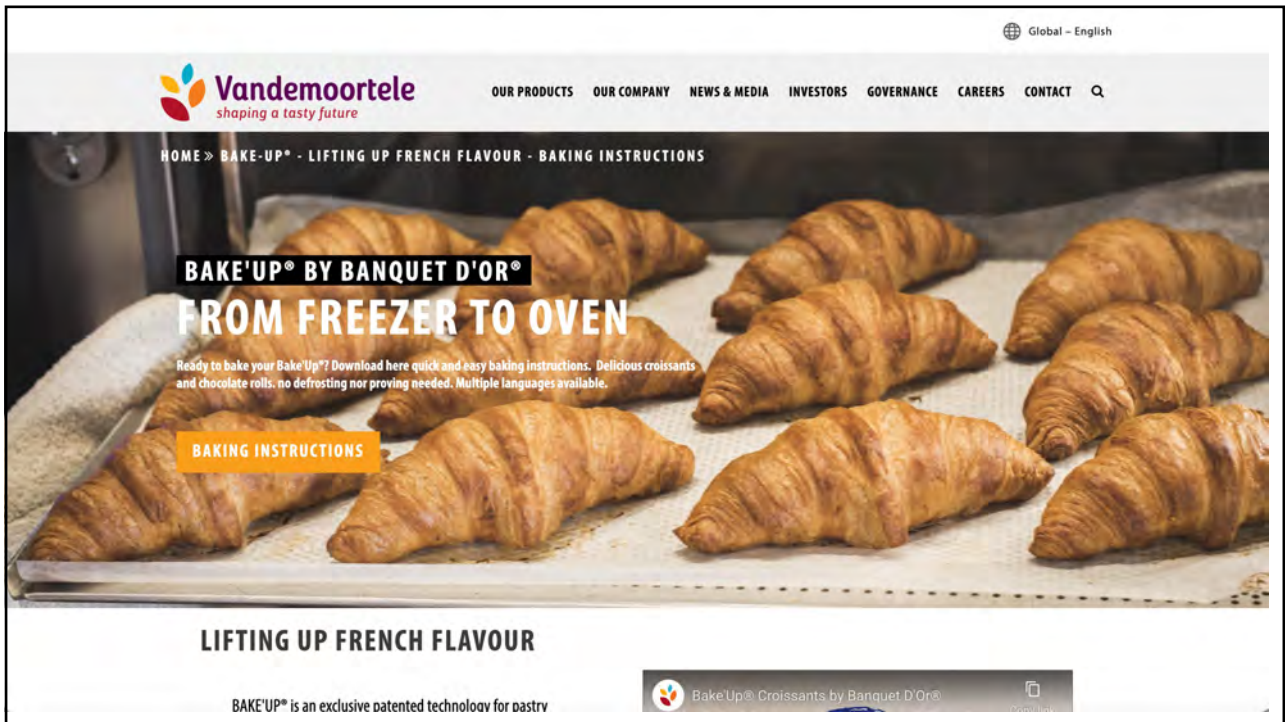 Global – English
Vandemoortele
shaping a tasty future
OUR PRODUCTS OUR COMPANY NEWS & MEDIA INVESTORS GOVERNANCE CAREERS CONTACT
HOME » BAKE-UP® - LIFTING UP FRENCH FLAVOUR - BAKING INSTRUCTIONS
BAKE'UP® BY BANQUET D'OR®
FROM FREEZER TO OVEN
Ready to bake your Bake'Up®? Download here quick and easy baking instructions. Delicious croissants
and chocolate rolls. no defrosting nor proving needed. Multiple languages available.
BAKING INSTRUCTIONS
LIFTING UP FRENCH FLAVOUR
BAKE'UP® is an exclusive patented technology for pastry
Bake'Up® Croissants by Banquet D'Or®
Copy link